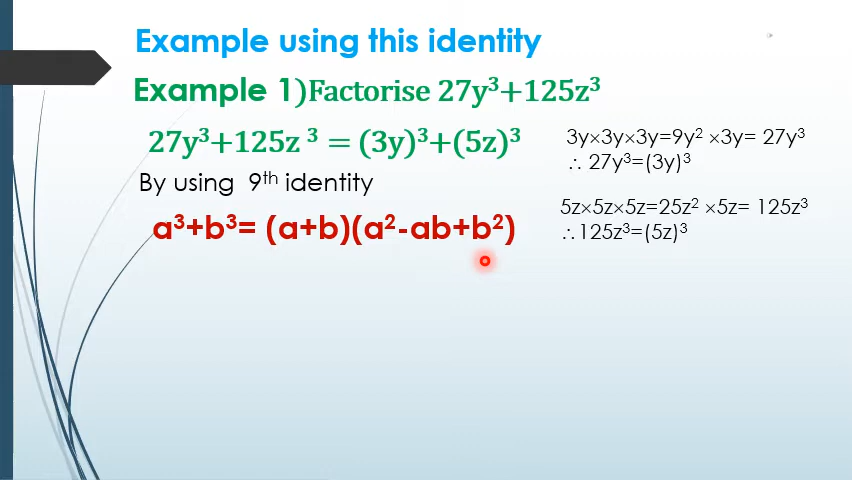 Example using this identity
Example 1)Factorise 27y³+125z³
27y³+125z ³ = (3y)³+(5z)³
3y×3y×3y=9y² ×3y= 27y³
∴ 27y³=(3y)³
By using 9ᵗʰ identity
5z×5z×5z=25z² ×5z= 125z³
∴125z³=(5z)³
a³+b³= (a+b)(a²-ab+b²)